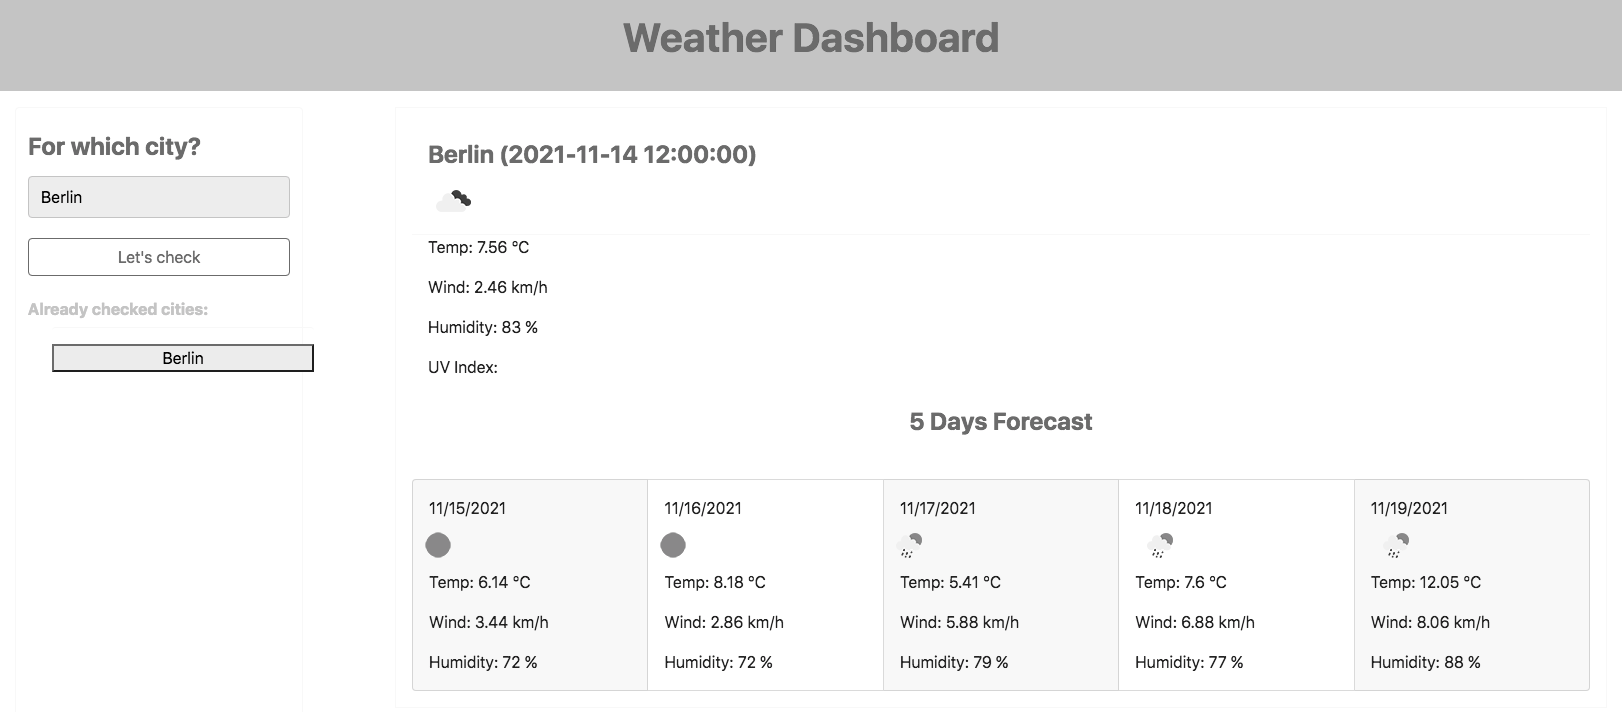 Weather Dashboard
For which city?
Berlin
Let's check
Already checked cities:
Berlin
Berlin (2021-11-14 12:00:00)
Temp: 7.56 °C
Wind: 2.46 km/h
Humidity: 83 %
UV Index:
5 Days Forecast
11/15/2021
Temp: 6.14 °C
Wind: 3.44 km/h
Humidity: 72 %
11/16/2021
Temp: 8.18 °C
Wind: 2.86 km/h
Humidity: 72 %
11/17/2021
Temp: 5.41 °C
Wind: 5.88 km/h
Humidity: 79 %
11/18/2021
Temp: 7.6 °C
Wind: 6.88 km/h
Humidity: 77 %
11/19/2021
Temp: 12.05 °C
Wind: 8.06 km/h
Humidity: 88 %